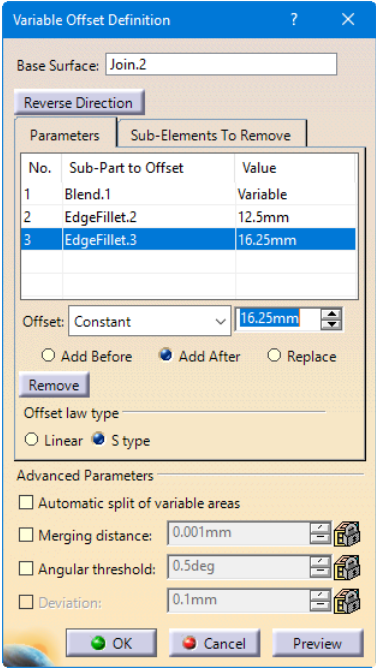 Variable Offset Definition ? ×
Base Surface: Join.2
Reverse Direction
Parameters Sub-Elements To Remove
No. Sub-Part to Offset Value
1 Blend.1 Variable
2 EdgeFillet.2 12.5mm
3 EdgeFillet.3 16.25mm
Offset: Constant 16.25mm
Add Before Add After Replace
Remove
Offset law type
Linear S type
Advanced Parameters
Automatic split of variable areas
Merging distance: 0.001mm
Angular threshold: 0.5deg
Deviation: 0.1mm
OK Cancel Preview